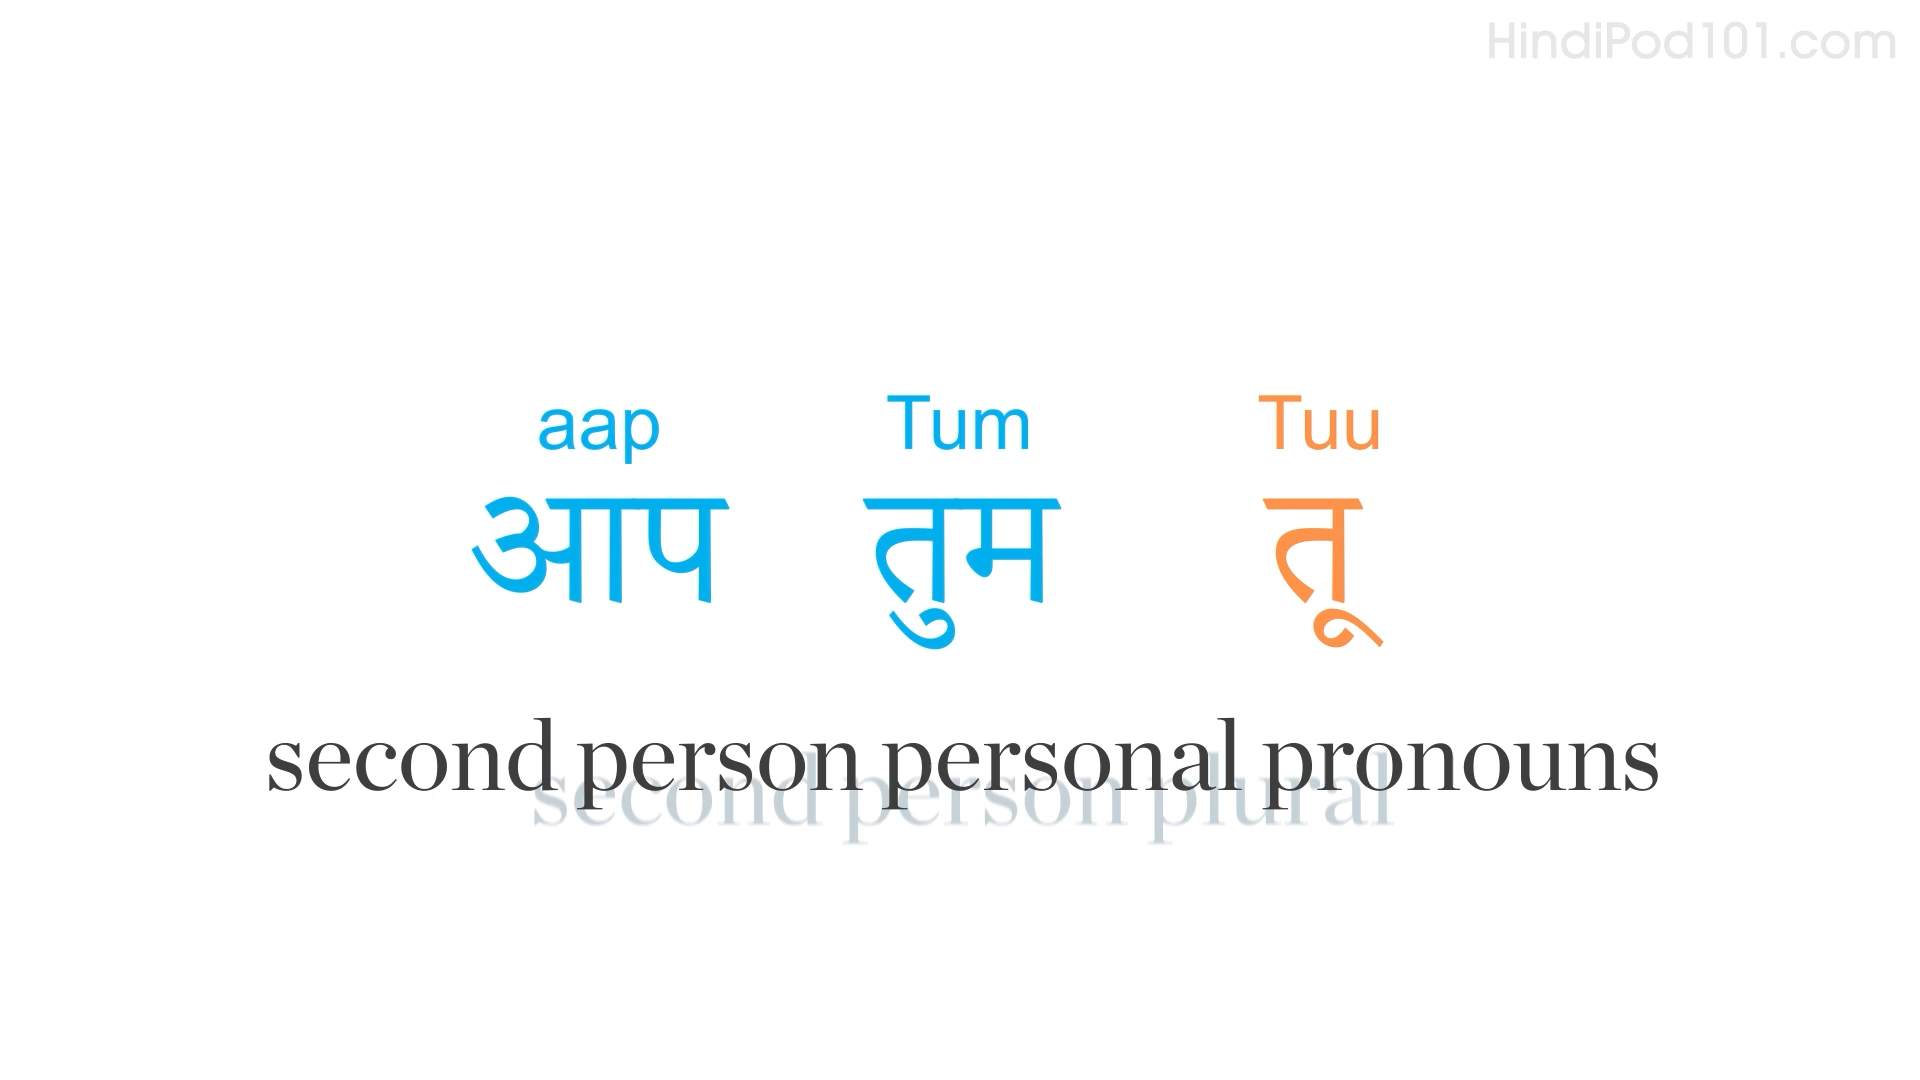 HindiPod101.com
aap Tum Tuu
आप तुम तू
second person personal pronouns
second person plural